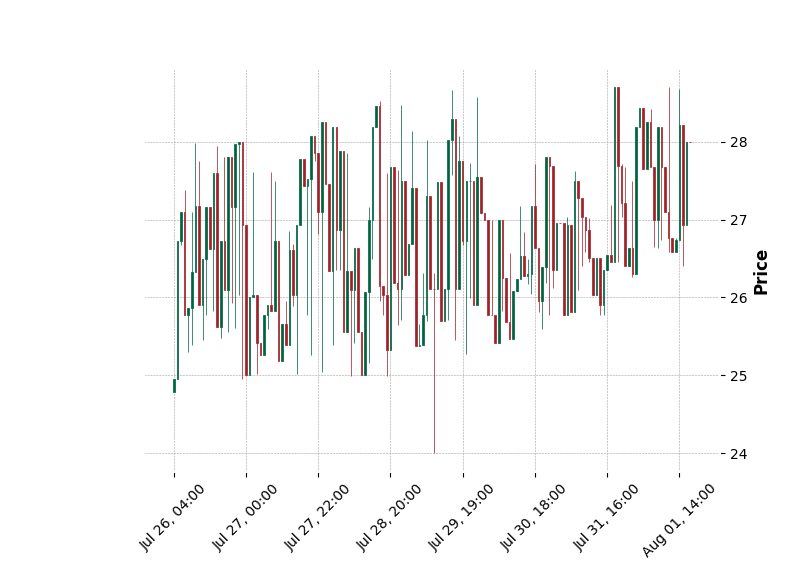 28
27
26
25
24
Price
Jul 26, 04:00
Jul 27, 00:00
Jul 27, 22:00
Jul 28, 20:00
Jul 29, 19:00
Jul 30, 18:00
Jul 31, 16:00
Aug 01, 14:00